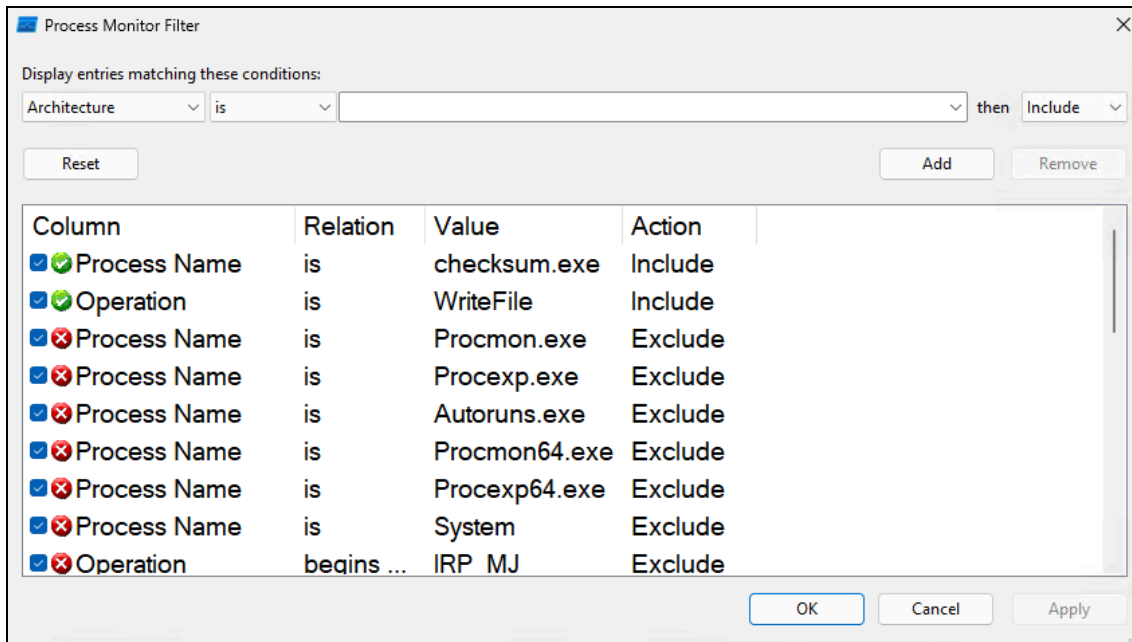 Process Monitor Filter
Display entries matching these conditions:
Architecture is then Include
Reset Add Remove
Column Relation Value Action
Process Name is checksum.exe Include
Operation is WriteFile Include
Process Name is Procmon.exe Exclude
Process Name is Procexp.exe Exclude
Process Name is Autoruns.exe Exclude
Process Name is Procmon64.exe Exclude
Process Name is Procexp64.exe Exclude
Process Name is System Exclude
Operation begins ... IRP_MJ Exclude
OK Cancel Apply